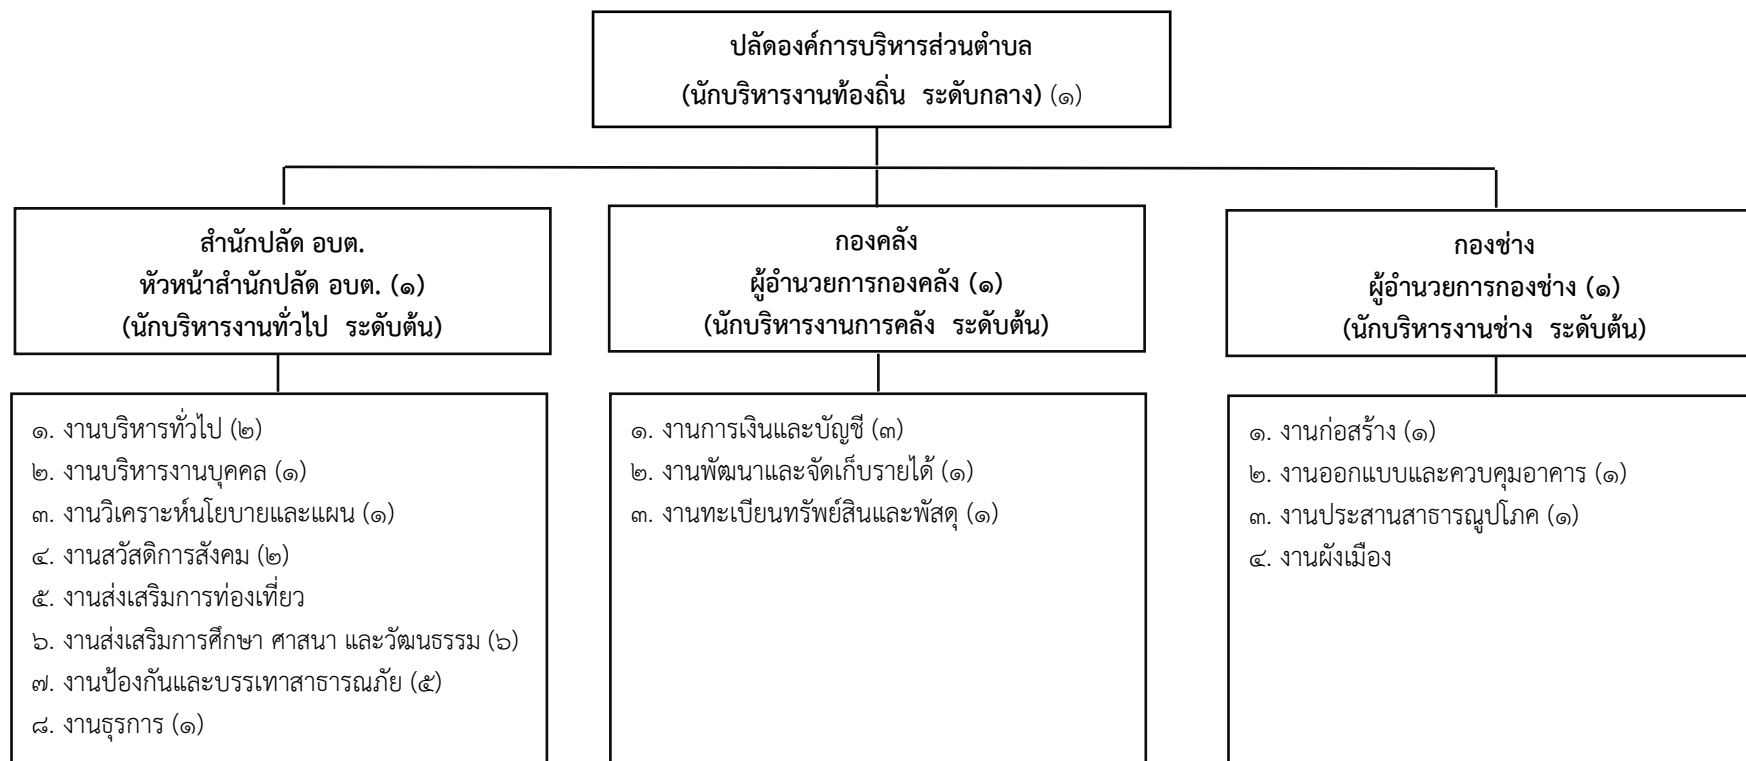 ปลัดองค์การบริหารส่วนตำบล
(นักบริหารงานท้องถิ่น ระดับกลาง) (๑)
สำนักปลัด อบต.
หัวหน้าสำนักปลัด อบต. (๑)
(นักบริหารงานทั่วไป ระดับต้น)
กองคลัง
ผู้อำนวยการกองคลัง (๑)
(นักบริหารงานการคลัง ระดับต้น)
กองช่าง
ผู้อำนวยการกองช่าง (๑)
(นักบริหารงานช่าง ระดับต้น)
๑. งานบริหารทั่วไป (๒)
๒. งานบริหารงานบุคคล (๑)
๓. งานวิเคราะห์นโยบายและแผน (๑)
๔. งานสวัสดิการสังคม (๒)
๕. งานส่งเสริมการท่องเที่ยว
๖. งานส่งเสริมการศึกษา ศาสนา และวัฒนธรรม (๖)
๗. งานป้องกันและบรรเทาสาธารณภัย (๕)
๘. งานธุรการ (๑)
๑. งานการเงินและบัญชี (๓)
๒. งานพัฒนาและจัดเก็บรายได้ (๑)
๓. งานทะเบียนทรัพย์สินและพัสดุ (๑)
๑. งานก่อสร้าง (๑)
๒. งานออกแบบและควบคุมอาคาร (๑)
๓. งานประสานสาธารณูปโภค (๑)
๔. งานผังเมือง